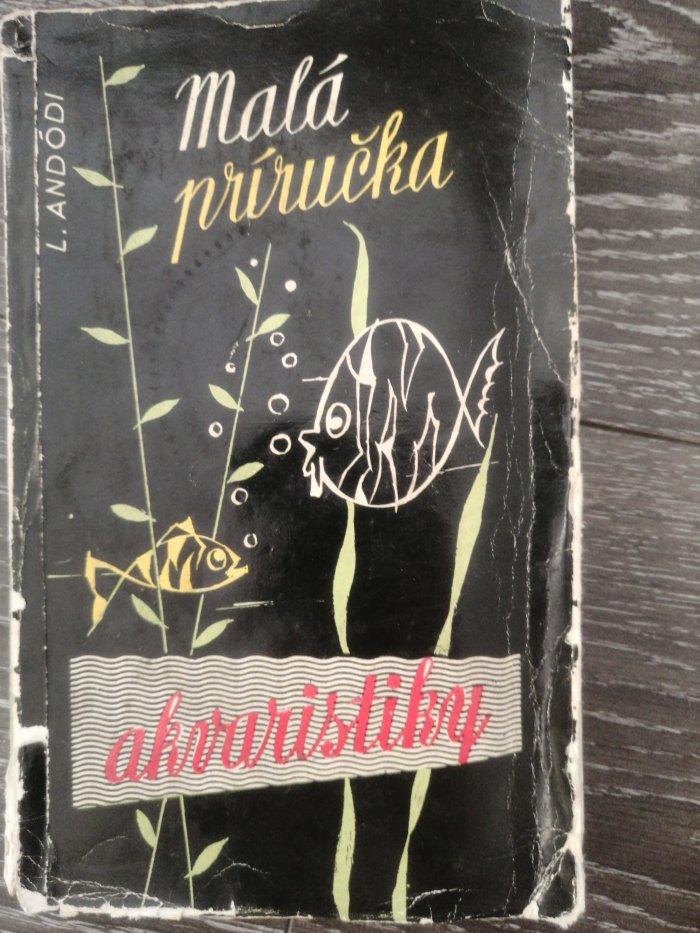 L. ANDÓDI
Malá
príručka
akvaristiky